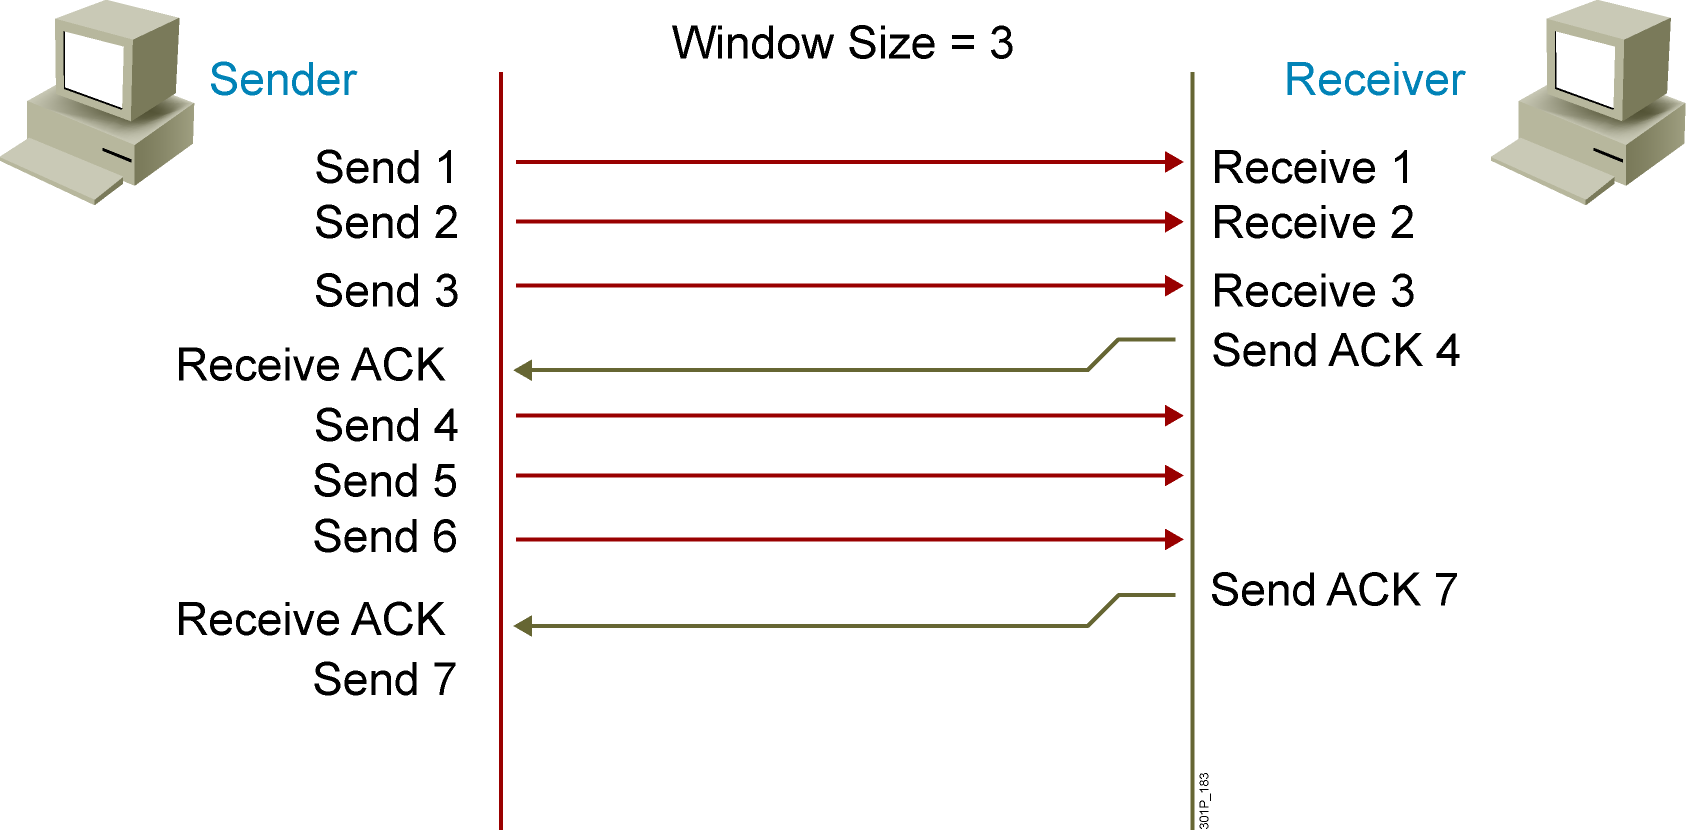 Window Size = 3
Sender
Receiver
Send 1
Receive 1
Send 2
Receive 2
Send 3
Receive 3
Receive ACK
Send ACK 4
Send 4
Send 5
Send 6
Receive ACK
Send ACK 7
Send 7
301P_183